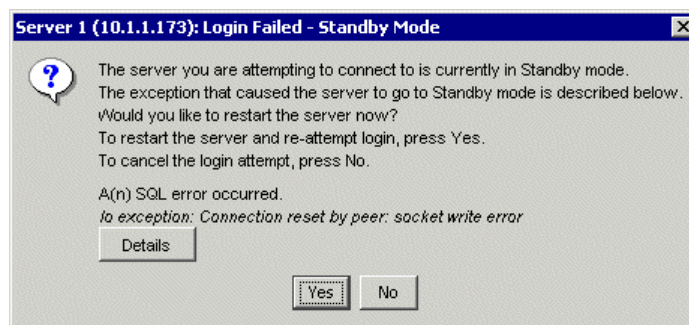 Server 1 (10.1.1.173): Login Failed - Standby Mode
The server you are attempting to connect to is currently in Standby mode.
The exception that caused the server to go to Standby mode is described below.
Would you like to restart the server now?
To restart the server and re-attempt login, press Yes.
To cancel the login attempt, press No.
A(n) SQL error occurred.
Io exception: Connection reset by peer: socket write error
Details
Yes
No